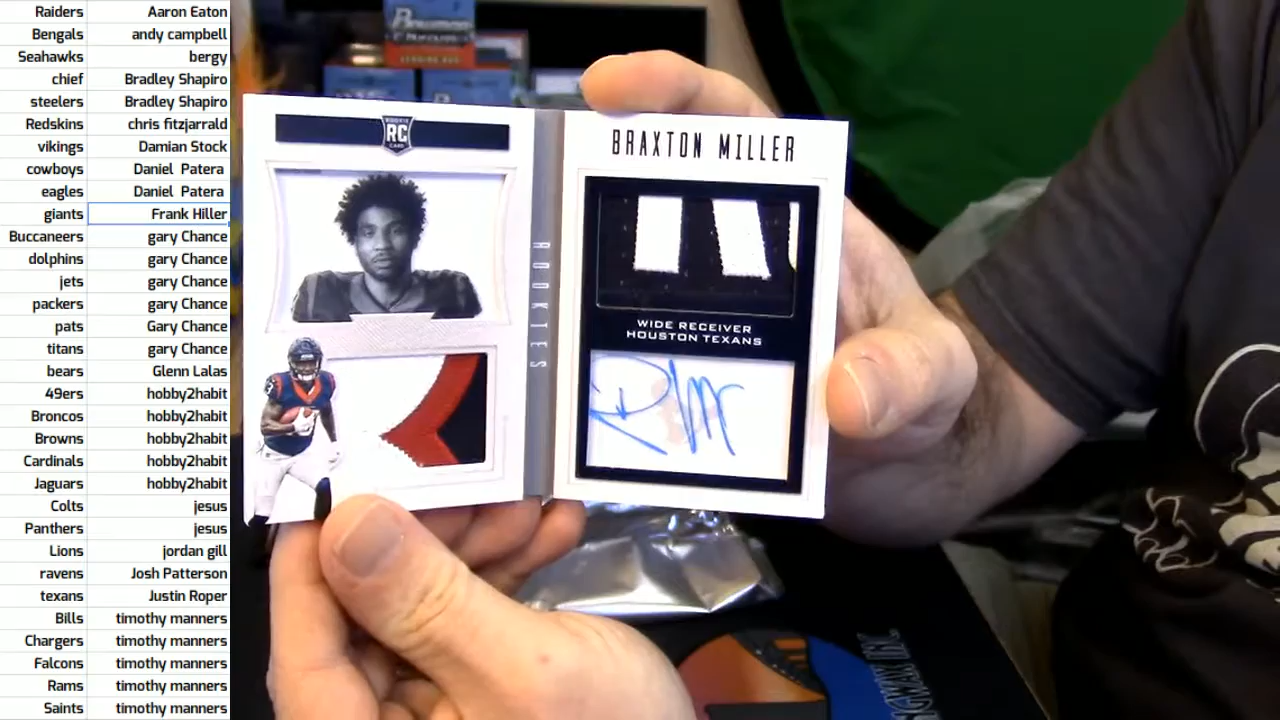 Raiders Aaron Eaton
Bengals andy campbell
Seahawks bergy
chief Bradley Shapiro
steelers Bradley Shapiro
Redskins chris fitzjarrald
vikings Damian Stock
cowboys Daniel Patera
eagles Daniel Patera
giants Frank Hiller
Buccaneers gary Chance
dolphins gary Chance
jets gary Chance
packers gary Chance
pats Gary Chance
titans gary Chance
bears Glenn Lalas
49ers hobby2habit
Broncos hobby2habit
Browns hobby2habit
Cardinals hobby2habit
Jaguars hobby2habit
Colts jesus
Panthers jesus
Lions jordan gill
ravens Josh Patterson
texans Justin Roper
Bills timothy manners
Chargers timothy manners
Falcons timothy manners
Rams timothy manners
Saints timothy manners
Bowman
ROOKIE
RC
CARD
ROOKIES
BRAXTON MILLER
WIDE RECEIVER
HOUSTON TEXANS